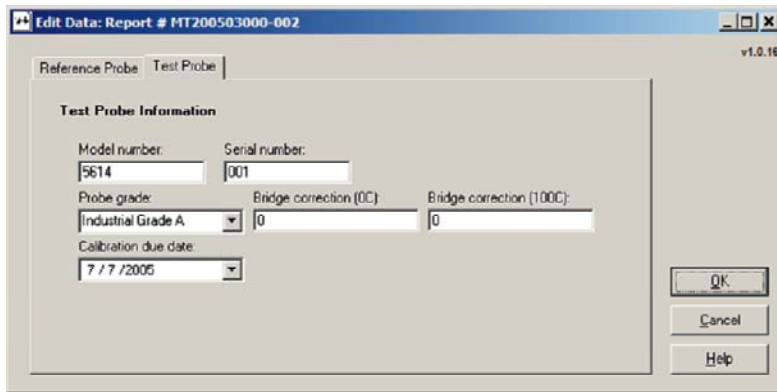 Edit Data: Report # MT200503000-002
v1.0.16
Reference Probe Test Probe
Test Probe Information
Model number: Serial number:
5614 001
Probe grade: Bridge correction (0C): Bridge correction (100C):
Industrial Grade A 0 0
Calibration due date:
7 / 7 /2005
OK
Cancel
Help